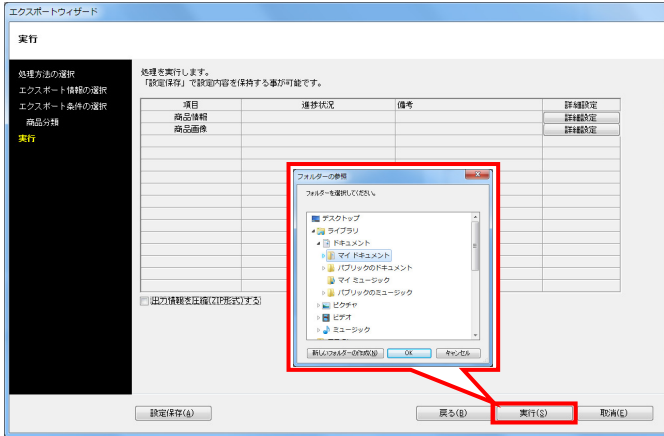 エクスポートウィザード
実行
処理方法の選択
エクスポート情報の選択
エクスポート条件の選択
商品分類
実行
処理を実行します。
「設定保存」で設定内容を保持する事が可能です。
項目 進捗状況 備考 詳細設定
商品情報 詳細設定
商品画像 詳細設定
フォルダーの参照
フォルダーを選択してください。
デスクトップ
ライブラリ
ドキュメント
マイ ドキュメント
パブリックのドキュメント
マイ ミュージック
パブリックのミュージック
ピクチャ
ビデオ
ミュージック
新しいフォルダーの作成(N) OK キャンセル
出力情報を圧縮(ZIP形式)する
設定保存(A) 戻る(B) 実行(S) 取消(E)